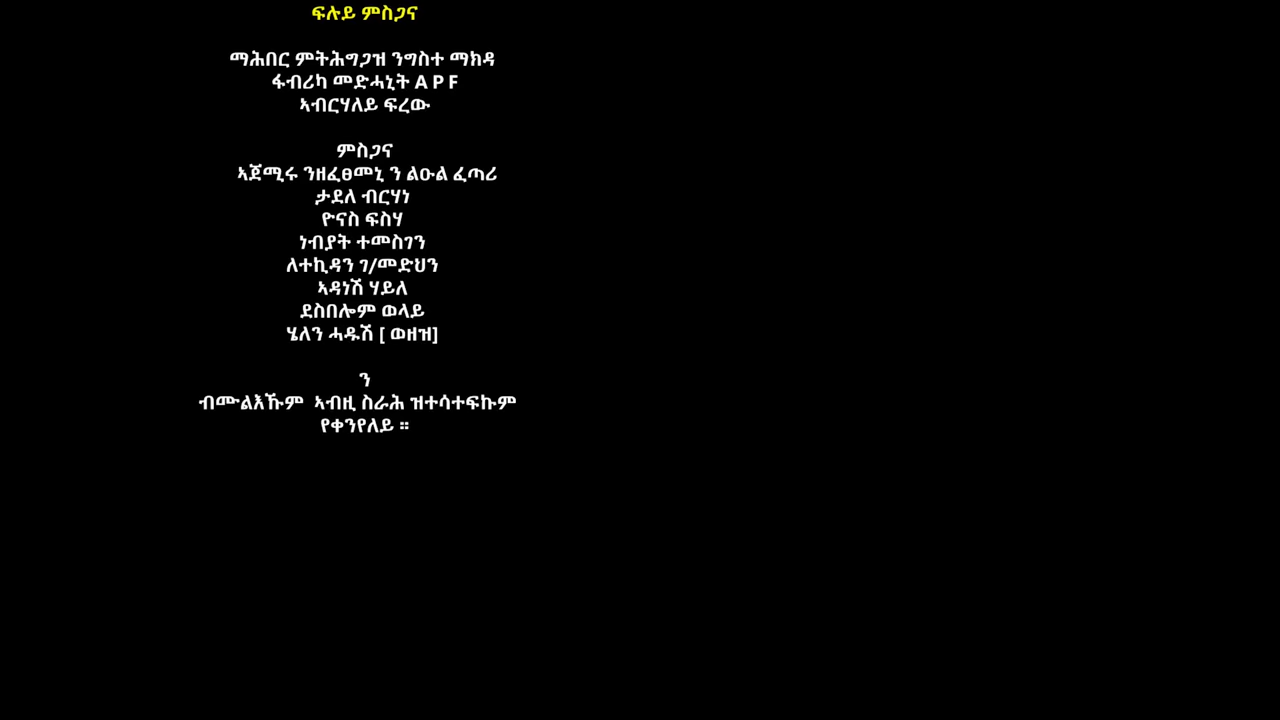 ፍሉይ ምስጋና
ማሕበር ምትሕግጋዝ ንግስተ ማክዳ
ፋብሪካ መድሓኒት A P F
ኣብርሃለይ ፍረው
ምስጋና
ኣጀሚሩ ንዘፈፀመኒ ን ልዑል ፈጣሪ
ታደለ ብርሃነ
ዮናስ ፍስሃ
ነብያት ተመስገን
ለተኪዳን ገ/መድህን
ኣዳነሽ ሃይለ
ደስበሎም ወላይ
ሄለን ሓዱሽ [ ወዘዝ]
ን
ብሙልእኹም ኣብዚ ስራሕ ዝተሳተፍኩም
የቀንየለይ ።